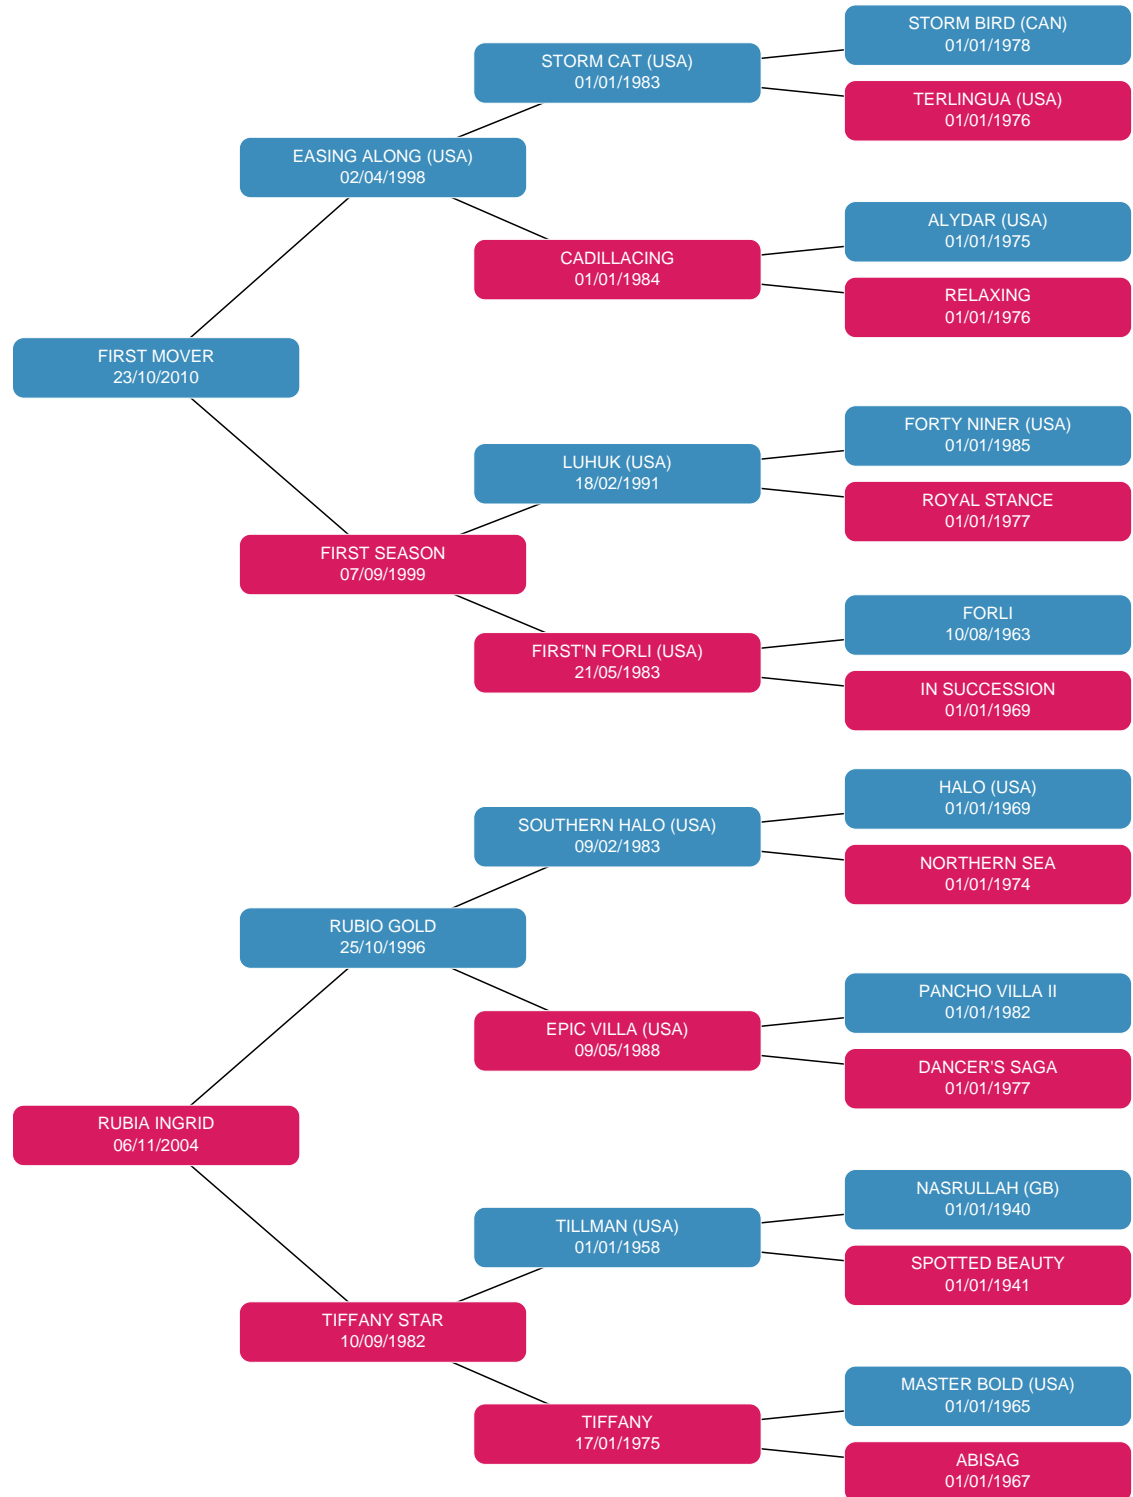 STORM BIRD (CAN)
01/01/1978
STORM CAT (USA)
01/01/1983
TERLINGUA (USA)
01/01/1976
EASING ALONG (USA)
02/04/1998
ALYDAR (USA)
01/01/1975
CADILLACING
01/01/1984
RELAXING
01/01/1976
FIRST MOVER
23/10/2010
FORTY NINER (USA)
01/01/1985
LUHUK (USA)
18/02/1991
ROYAL STANCE
01/01/1977
FIRST SEASON
07/09/1999
FORLI
10/08/1963
FIRST'N FORLI (USA)
21/05/1983
IN SUCCESSION
01/01/1969
HALO (USA)
01/01/1969
SOUTHERN HALO (USA)
09/02/1983
NORTHERN SEA
01/01/1974
RUBIO GOLD
25/10/1996
PANCHO VILLA II
01/01/1982
EPIC VILLA (USA)
09/05/1988
DANCER'S SAGA
01/01/1977
RUBIA INGRID
06/11/2004
NASRULLAH (GB)
01/01/1940
TILLMAN (USA)
01/01/1958
SPOTTED BEAUTY
01/01/1941
TIFFANY STAR
10/09/1982
MASTER BOLD (USA)
01/01/1965
TIFFANY
17/01/1975
ABISAG
01/01/1967